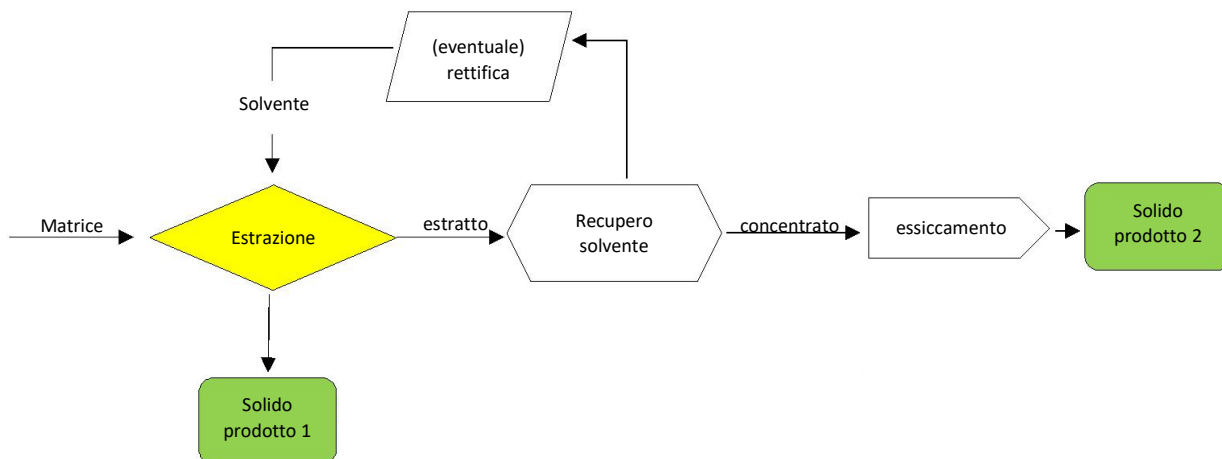 (eventuale)
rettifica
Solvente
Matrice
Estrazione
estratto
Recupero
solvente
concentrato
essiccamento
Solido
prodotto 2
Solido
prodotto 1